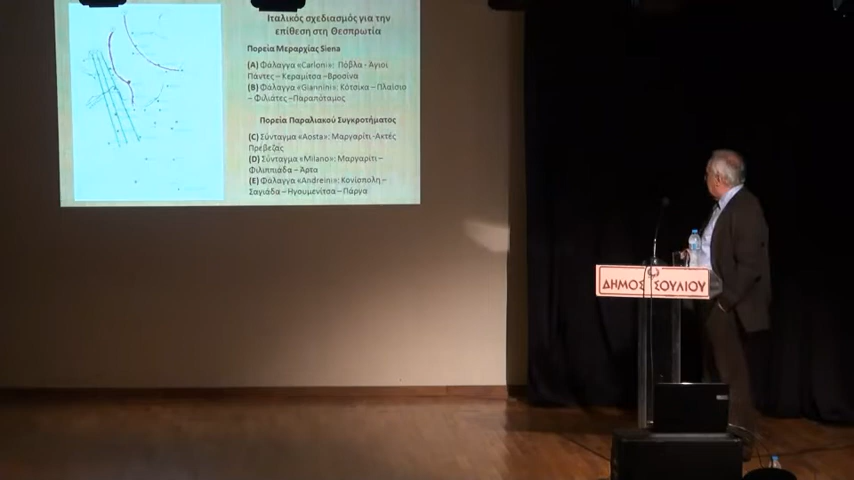 Ιταλικός σχεδιασμός για την
επίθεση στη Θεσπρωτία
Πορεία Μεραρχίας Siena
(A) Φάλαγγα «Carloni»: Πόβλα - Άγιοι
Πάντες – Κεραμίτσα – Βροσίνα
(B) Φάλαγγα «Giannini»: Κότσικα – Πλαίσιο
– Φιλιάτες – Παραπόταμος
Πορεία Παραλιακού Συγκροτήματος
(C) Σύνταγμα «Aosta»: Μαργαρίτι - Ακτές
Πρέβεζας
(D) Σύνταγμα «Milano»: Μαργαρίτι –
Φιλιππιάδα – Άρτα
(E) Φάλαγγα «Andreini»: Κονίσπολη –
Σαγιάδα – Ηγουμενίτσα – Πάργα
ΔΗΜΟΣ ΣΟΥΛΙΟΥ